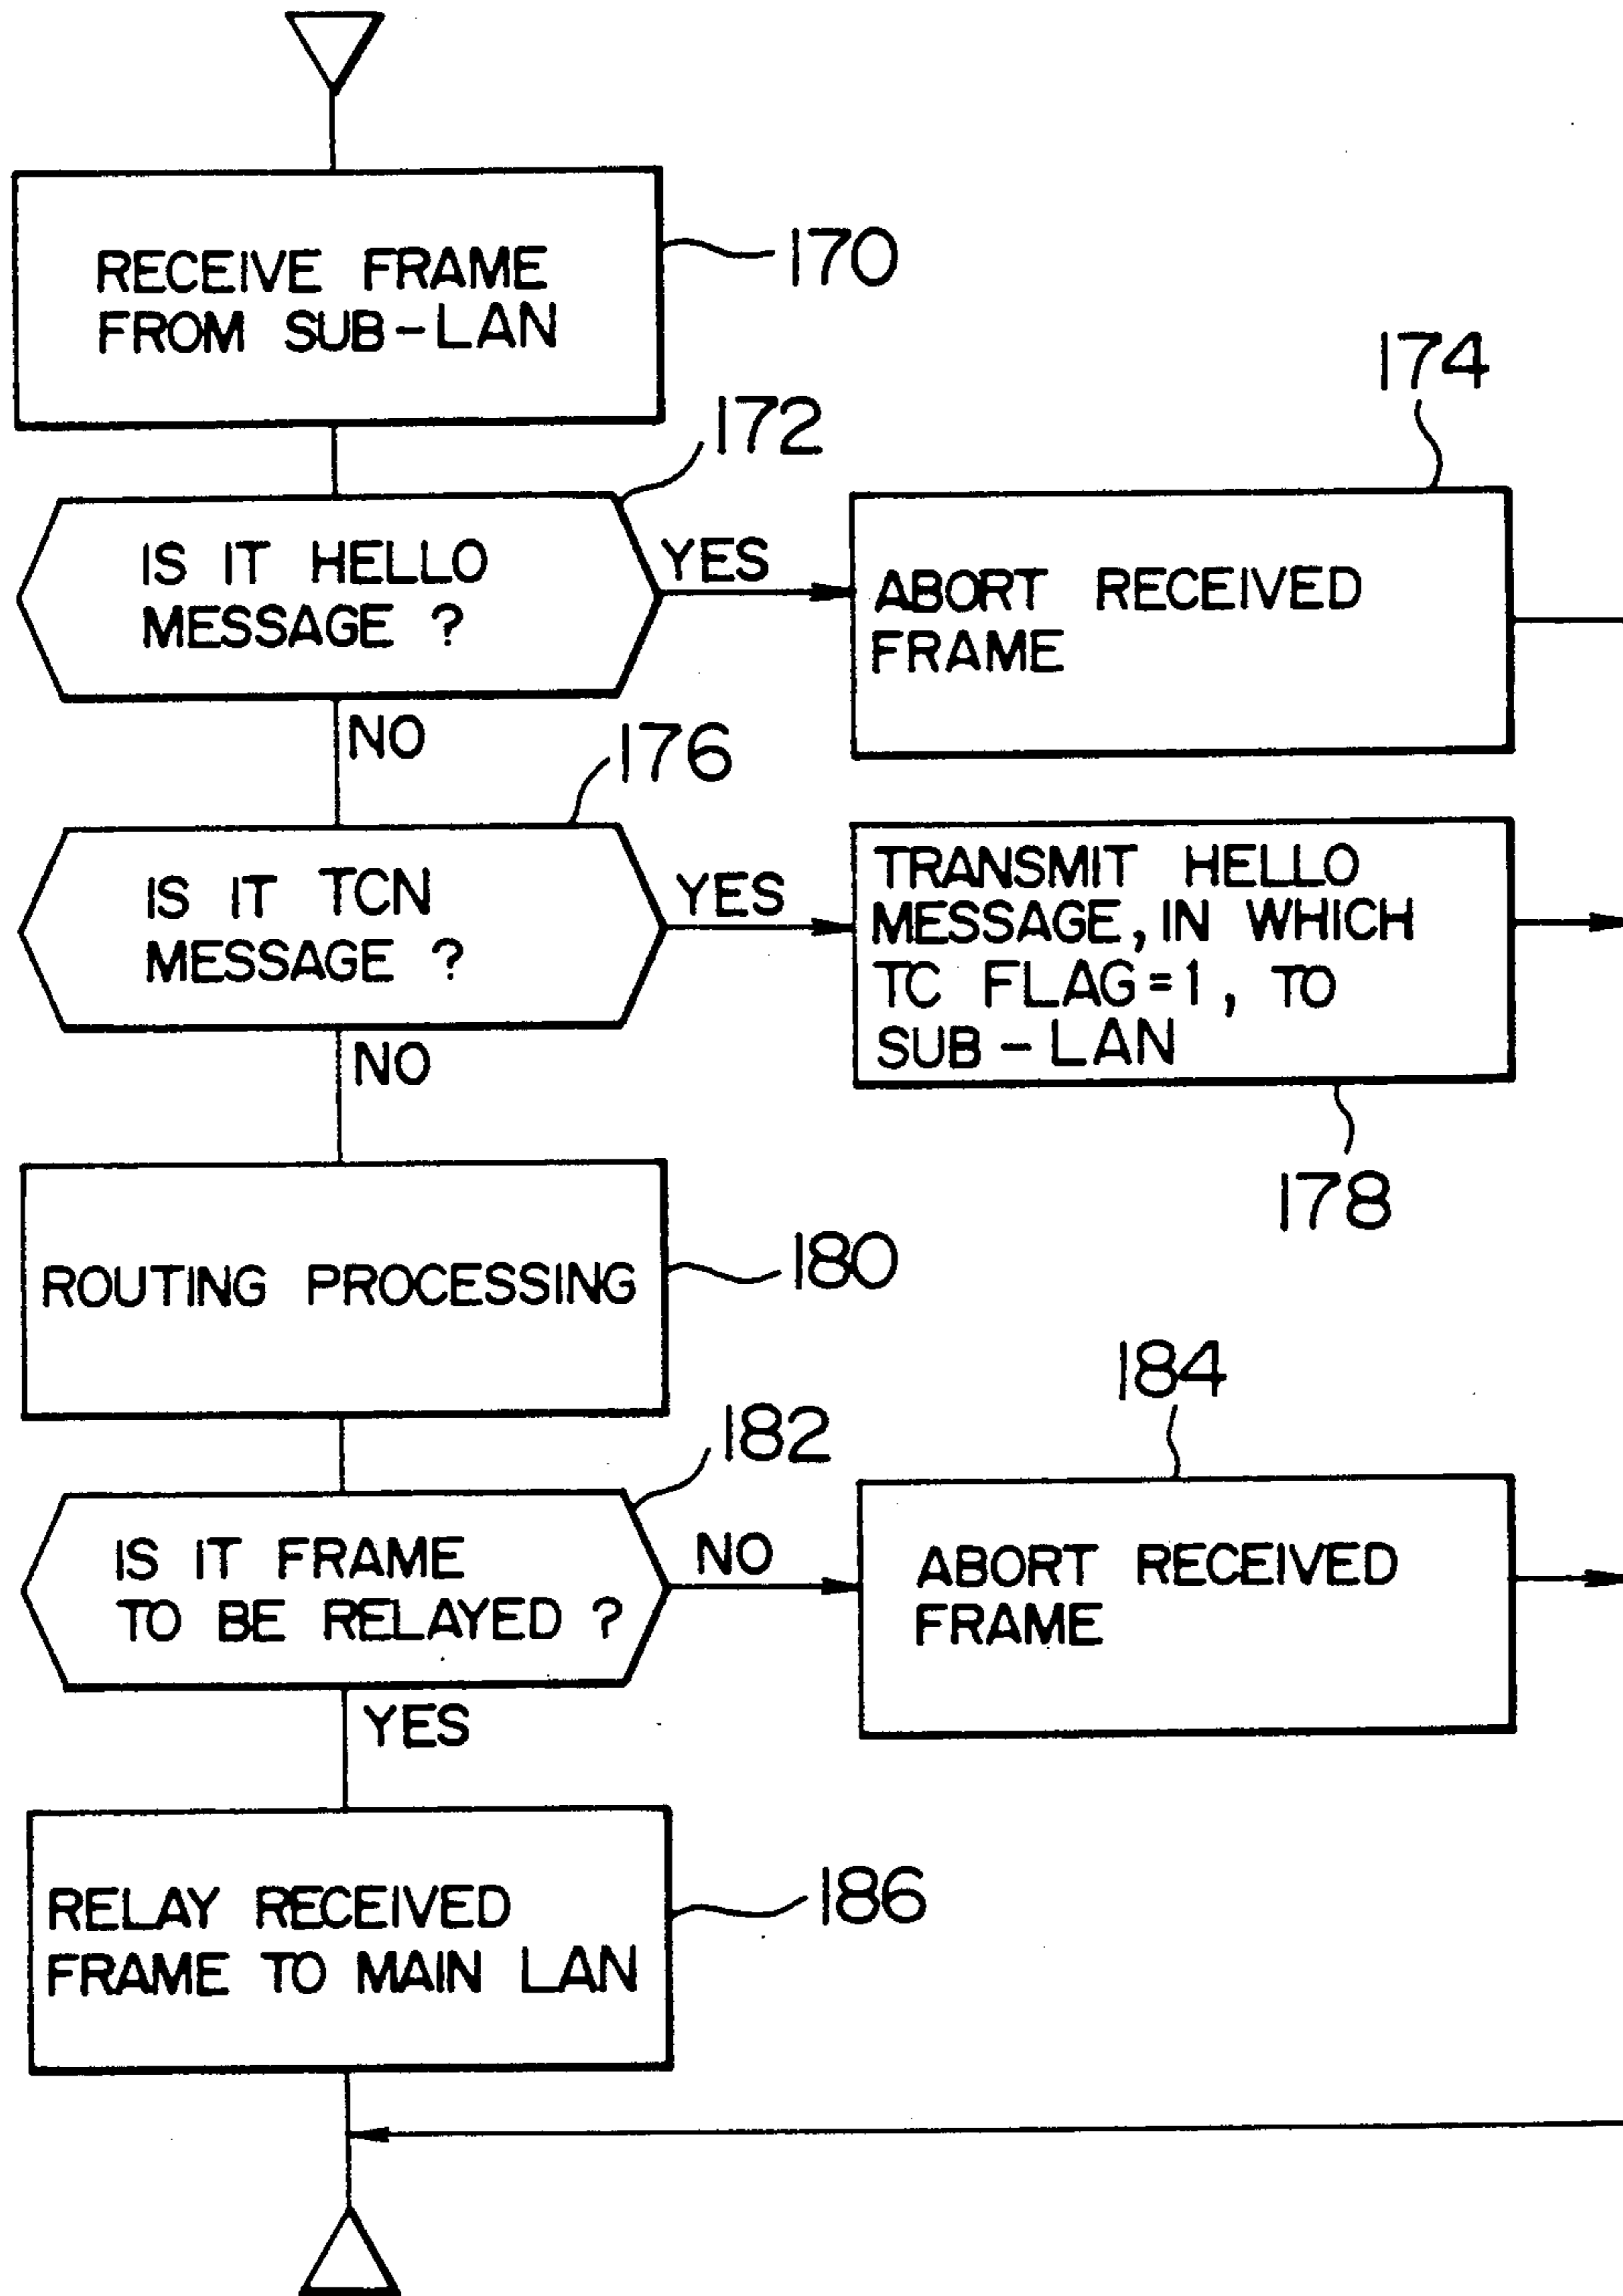 RECEIVE FRAME
FROM SUB-LAN
170
172
174
IS IT HELLO
MESSAGE ?
YES
ABORT RECEIVED
FRAME
NO
176
IS IT TCN
MESSAGE ?
YES
TRANSMIT HELLO
MESSAGE, IN WHICH
TC FLAG=1, TO
SUB-LAN
NO
178
ROUTING PROCESSING
180
182
184
IS IT FRAME
TO BE RELAYED ?
NO
ABORT RECEIVED
FRAME
YES
RELAY RECEIVED
FRAME TO MAIN LAN
186